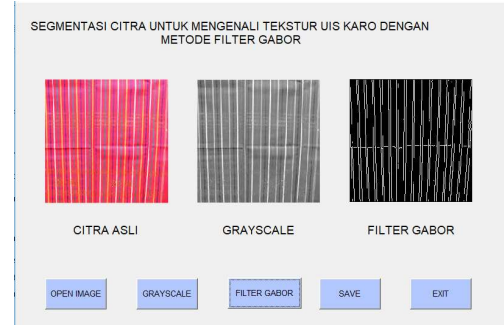 SEGMENTASI CITRA UNTUK MENGENALI TEKSTUR UIS KARO DENGAN
METODE FILTER GABOR
CITRA ASLI
GRAYSCALE
FILTER GABOR
OPEN IMAGE
GRAYSCALE
FILTER GABOR
SAVE
EXIT